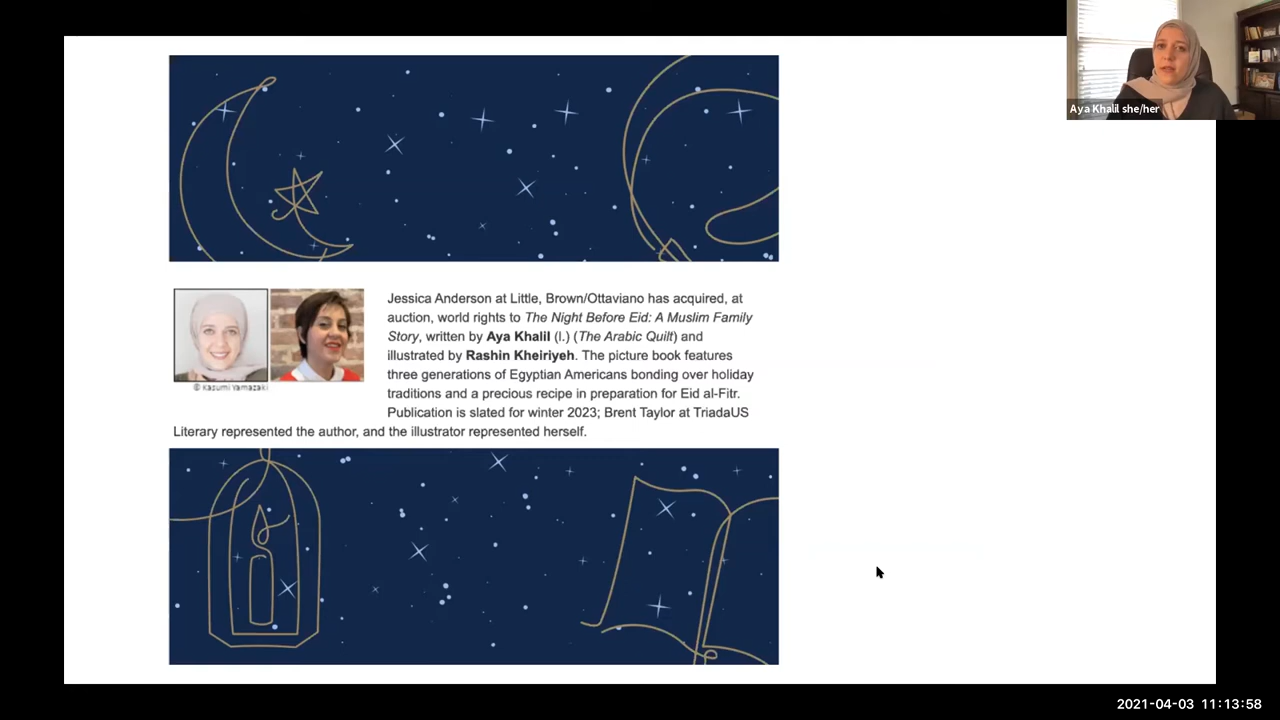 Aya Khalil she/her
Jessica Anderson at Little, Brown/Ottaviano has acquired, at
auction, world rights to The Night Before Eid: A Muslim Family
Story, written by Aya Khalil (l.) (The Arabic Quilt) and
illustrated by Rashin Kheiriyeh. The picture book features
three generations of Egyptian Americans bonding over holiday
traditions and a precious recipe in preparation for Eid al-Fitr.
Publication is slated for winter 2023; Brent Taylor at TriadaUS
Literary represented the author, and the illustrator represented herself.
© Kazumi Yamazaki
2021-04-03 11:13:58